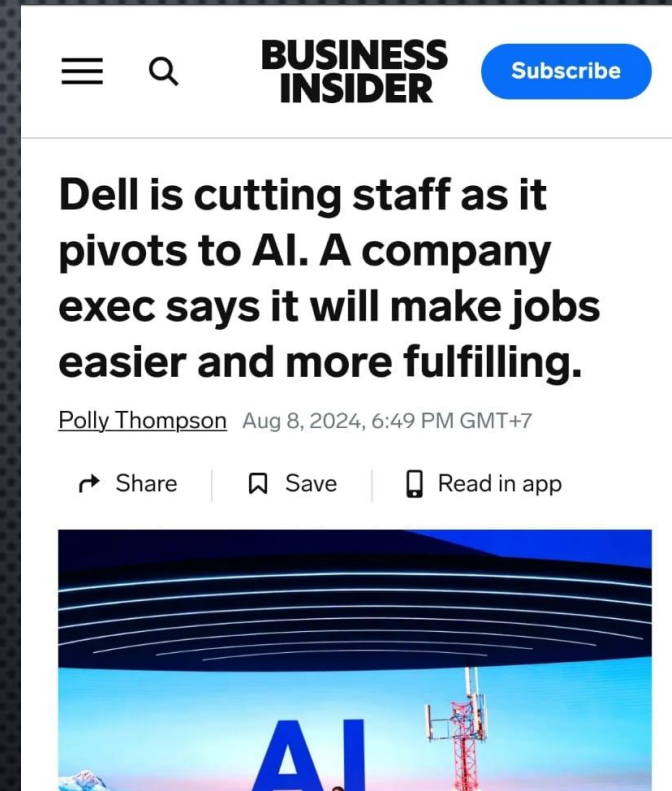 BUSINESS
INSIDER
Subscribe
Dell is cutting staff as it
pivots to AI. A company
exec says it will make jobs
easier and more fulfilling.
Polly Thompson Aug 8, 2024, 6:49 PM GMT+7
Share
Save
Read in app
AI